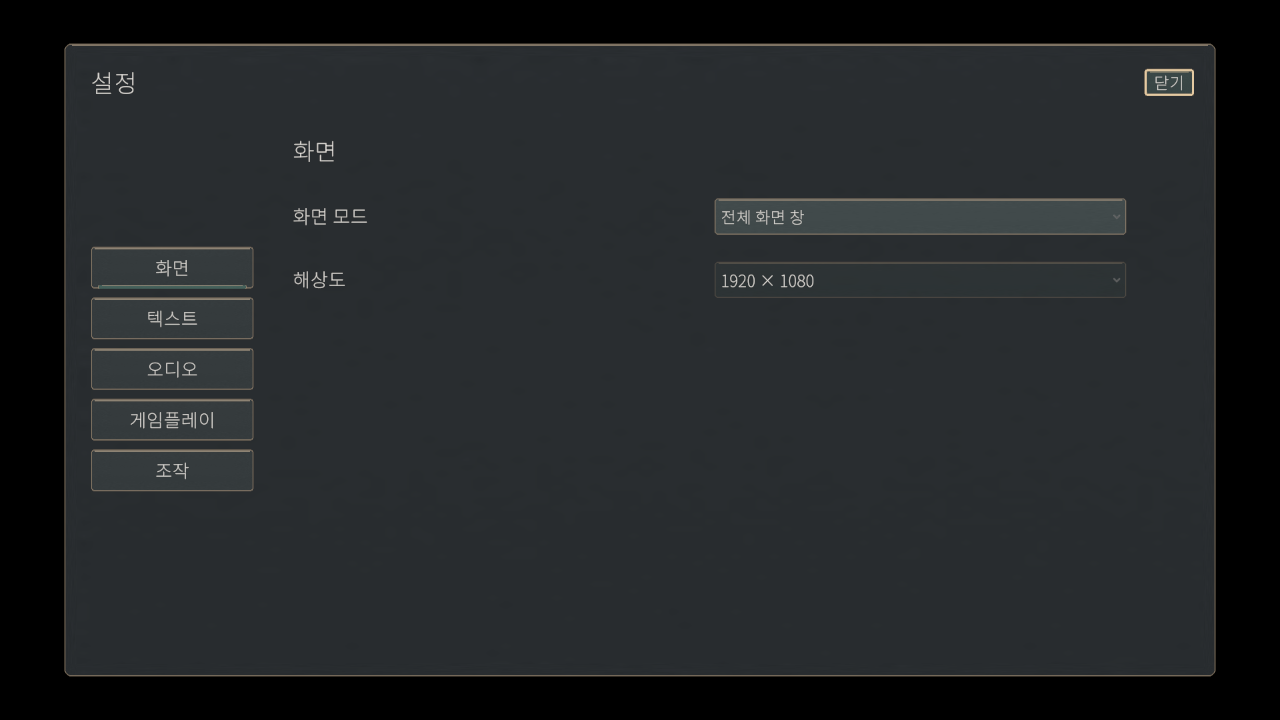 설정
닫기
화면
화면 모드
전체 화면 창
해상도
1920 × 1080
화면
텍스트
오디오
게임플레이
조작